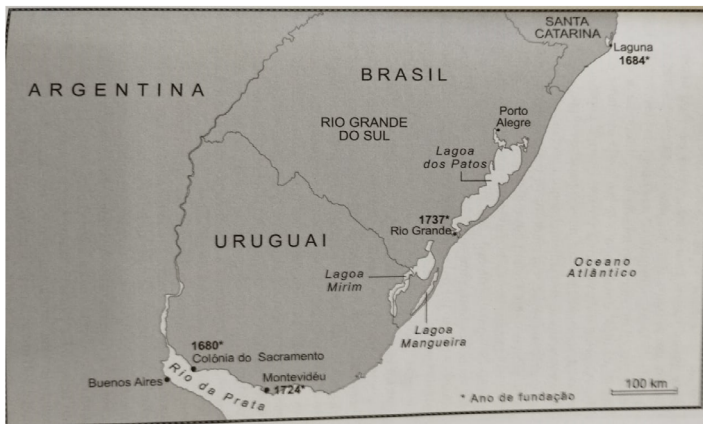 SANTA
CATARINA
Laguna
1684*
BRASIL
ARGENTINA
Porto
Alegre
RIO GRANDE
DO SUL
Lagoa
dos Patos
1737*
Rio Grande
URUGUAI
Oceano
Atlântico
Lagoa
Mirim
Lagoa
Mangueira
1680*
Colônia do Sacramento
Buenos Aires
Rio da Prata
Montevidéu
1724*
* Ano de fundação
100 km